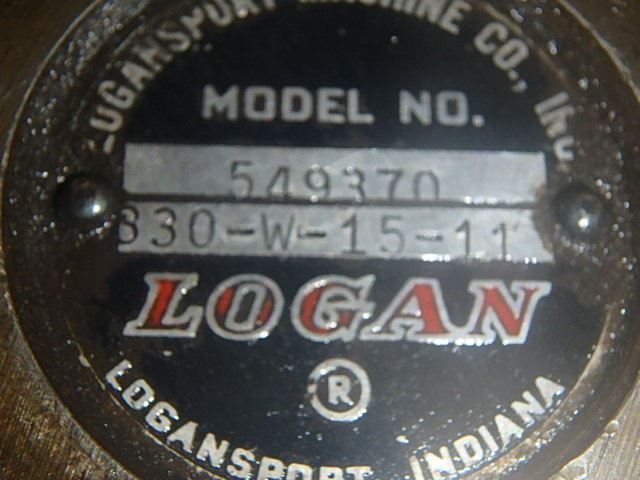 LOGANSPORT MACHINE CO., INC.
MODEL NO.
549370
830-W-15-11
LOGAN
®
LOGANSPORT, INDIANA